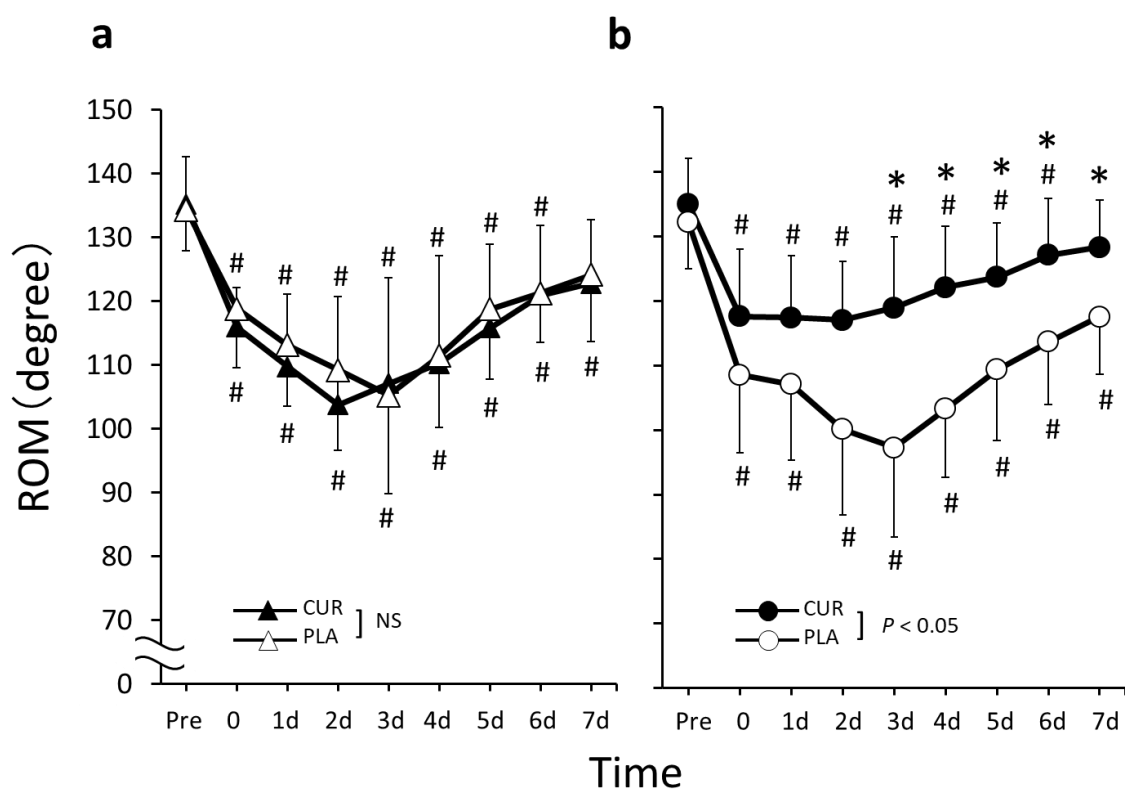 a b
150
140
130
120
110
100
90
80
70
0
ROM (degree)
# # # # # # #
# # # # # # # #
CUR
PLA
NS
Pre 0 1d 2d 3d 4d 5d 6d 7d
* * * * *
# # # # # # #
# # # # # # # #
CUR
PLA
P < 0.05
Pre 0 1d 2d 3d 4d 5d 6d 7d
Time